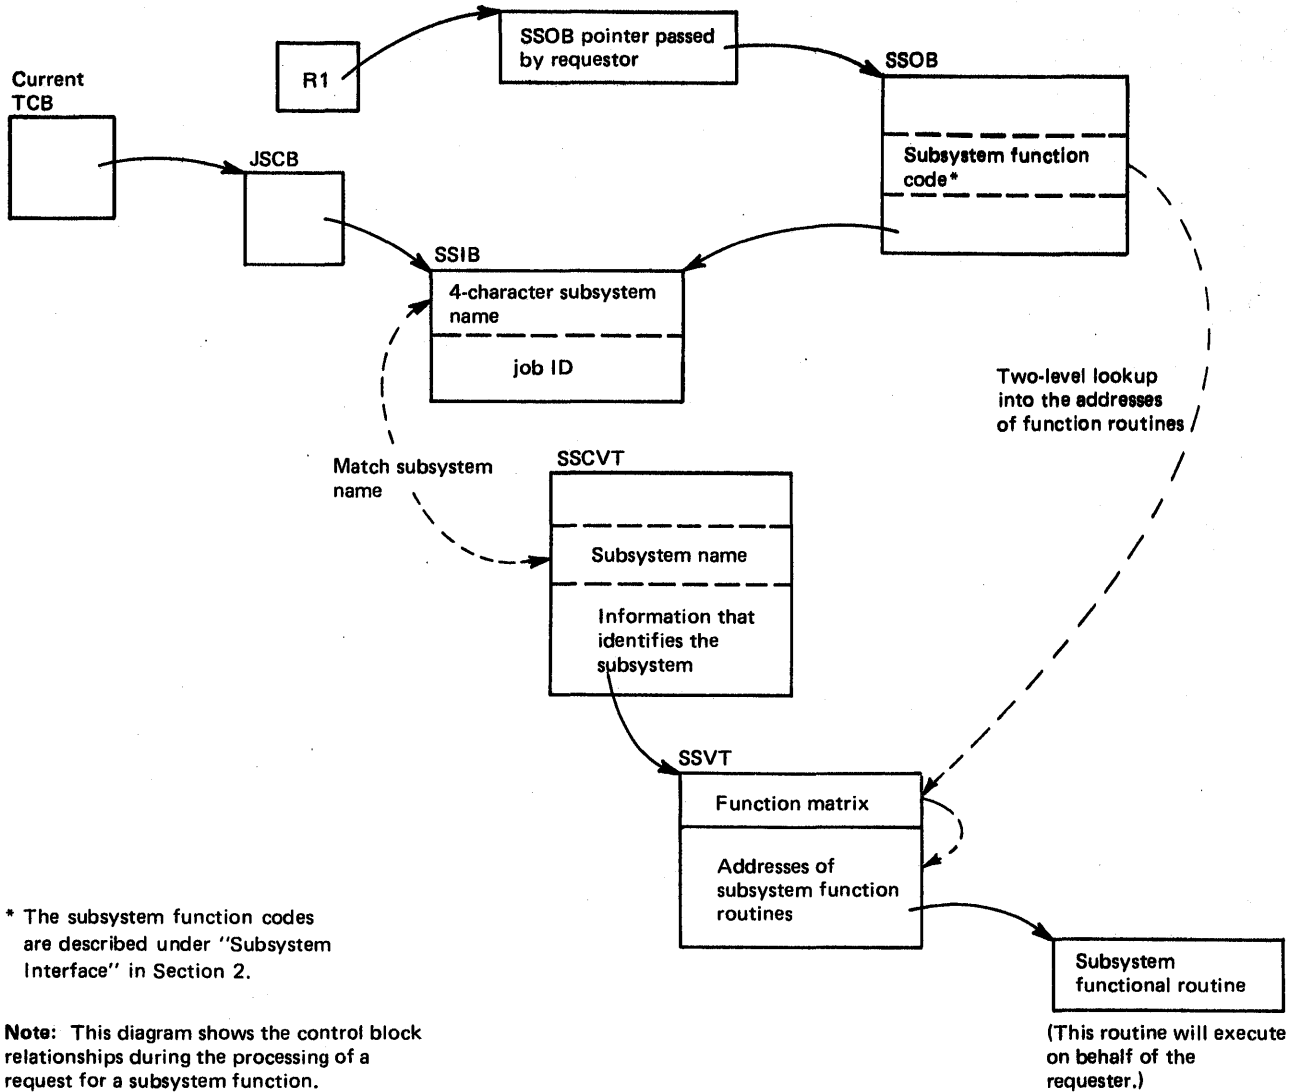 SSOB pointer passed
by requestor
R1
SSOB
Current
TCB
JSCB
Subsystem function
code*
SSIB
4-character subsystem
name
job ID
Two-level lookup
into the addresses
of function routines
Match subsystem
name
SSCVT
Subsystem name
Information that
identifies the
subsystem
SSVT
Function matrix
Addresses of
subsystem function
routines
* The subsystem function codes
are described under "Subsystem
Interface" in Section 2.
Subsystem
functional routine
(This routine will execute
on behalf of the
requester.)
Note: This diagram shows the control block
relationships during the processing of a
request for a subsystem function.